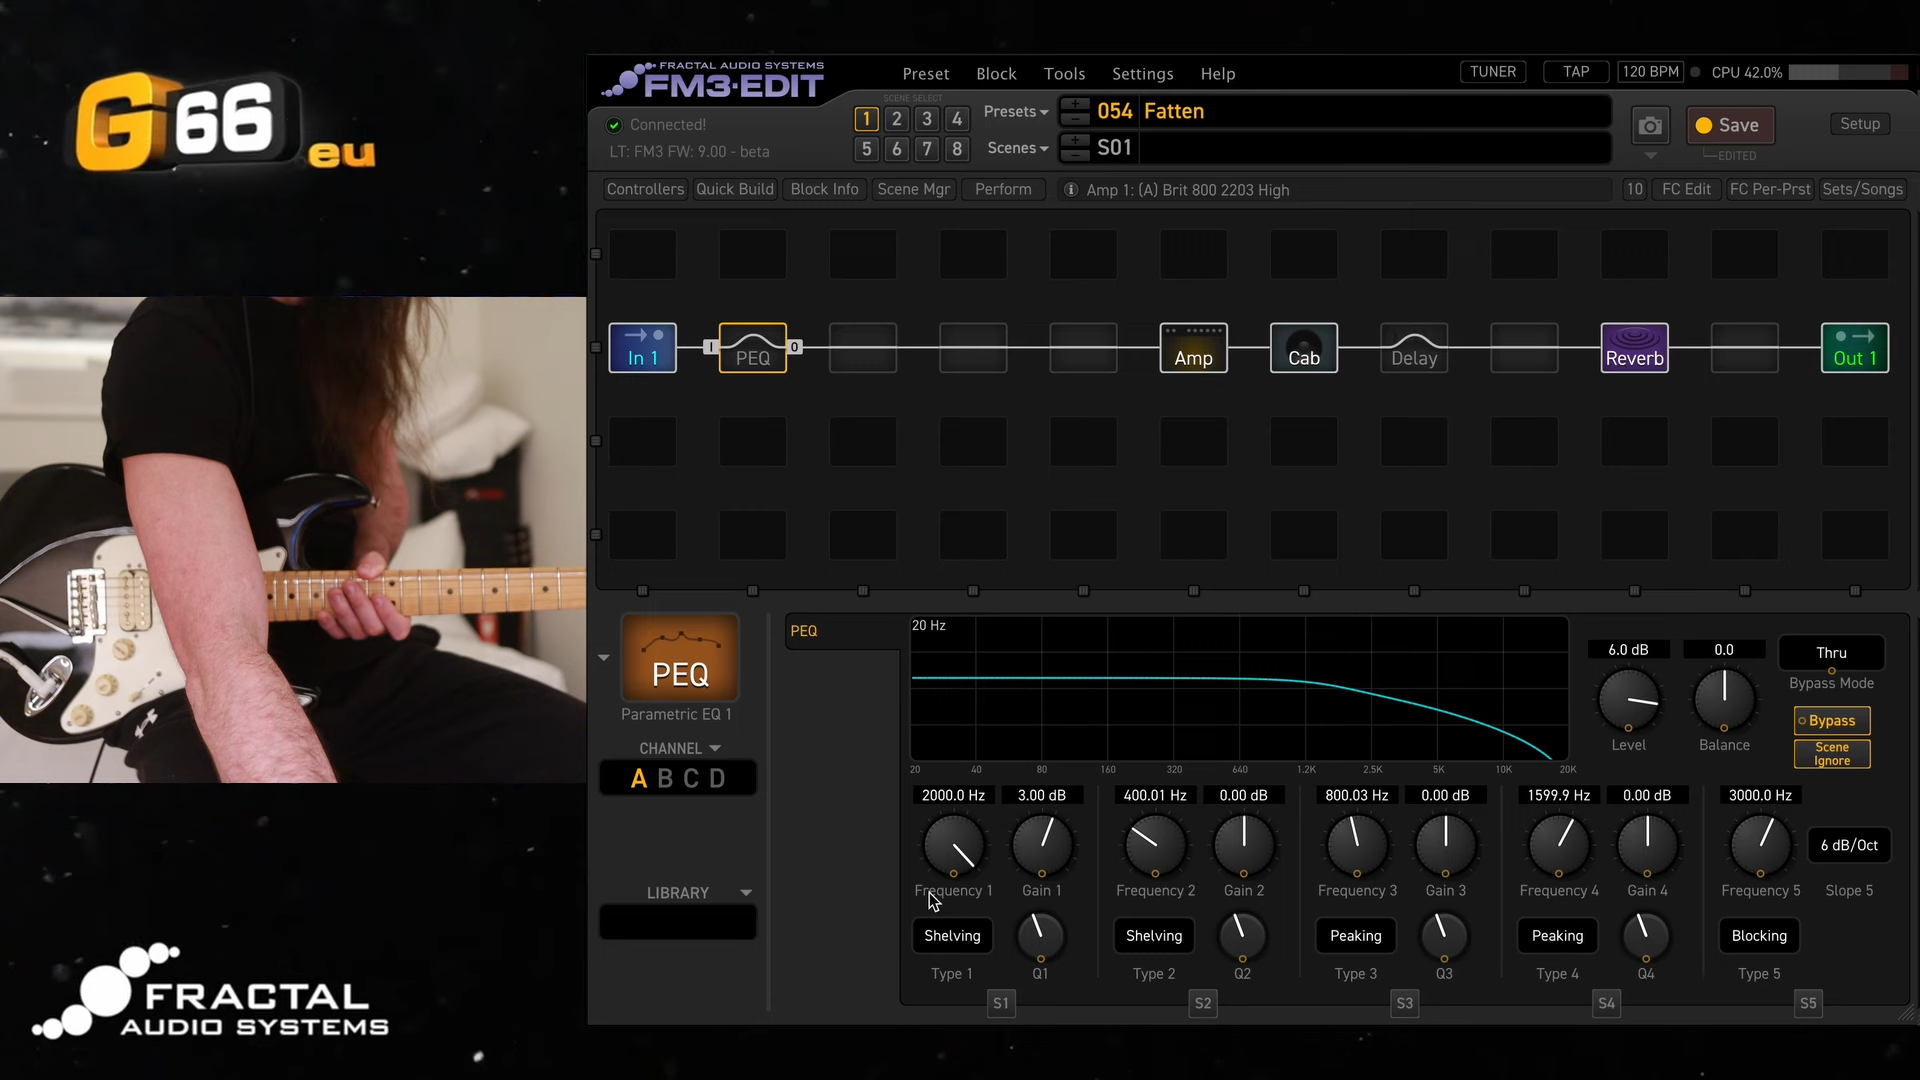 G66
eu
FRACTAL AUDIO SYSTEMS
FM3-EDIT
Preset Block Tools Settings Help
TUNER TAP 120 BPM CPU 42.0%
Connected!
LT: FM3 FW: 9.00 - beta
SCENE SELECT
1 2 3 4
5 6 7 8
Presets + - 054 Fatten
Scenes + - S01
Save
EDITED
Setup
Controllers Quick Build Block Info Scene Mgr Perform Amp 1: (A) Brit 800 2203 High 10 FC Edit FC Per-Prst Sets/Songs
In 1 I PEQ O Amp Cab Delay Reverb Out 1
PEQ
Parametric EQ 1
CHANNEL
A B C D
LIBRARY
PEQ
20 Hz
20 40 80 160 320 640 1.2K 2.5K 5K 10K 20K
6.0 dB 0.0 Thru
Level Balance Bypass Mode
Bypass
Scene
Ignore
2000.0 Hz 3.00 dB 400.01 Hz 0.00 dB 800.03 Hz 0.00 dB 1599.9 Hz 0.00 dB 3000.0 Hz
6 dB/Oct
Frequency 1 Gain 1 Frequency 2 Gain 2 Frequency 3 Gain 3 Frequency 4 Gain 4 Frequency 5 Slope 5
Shelving Shelving Peaking Peaking Blocking
Type 1 Q1 Type 2 Q2 Type 3 Q3 Type 4 Q4 Type 5
S1 S2 S3 S4 S5
FRACTAL
AUDIO SYSTEMS